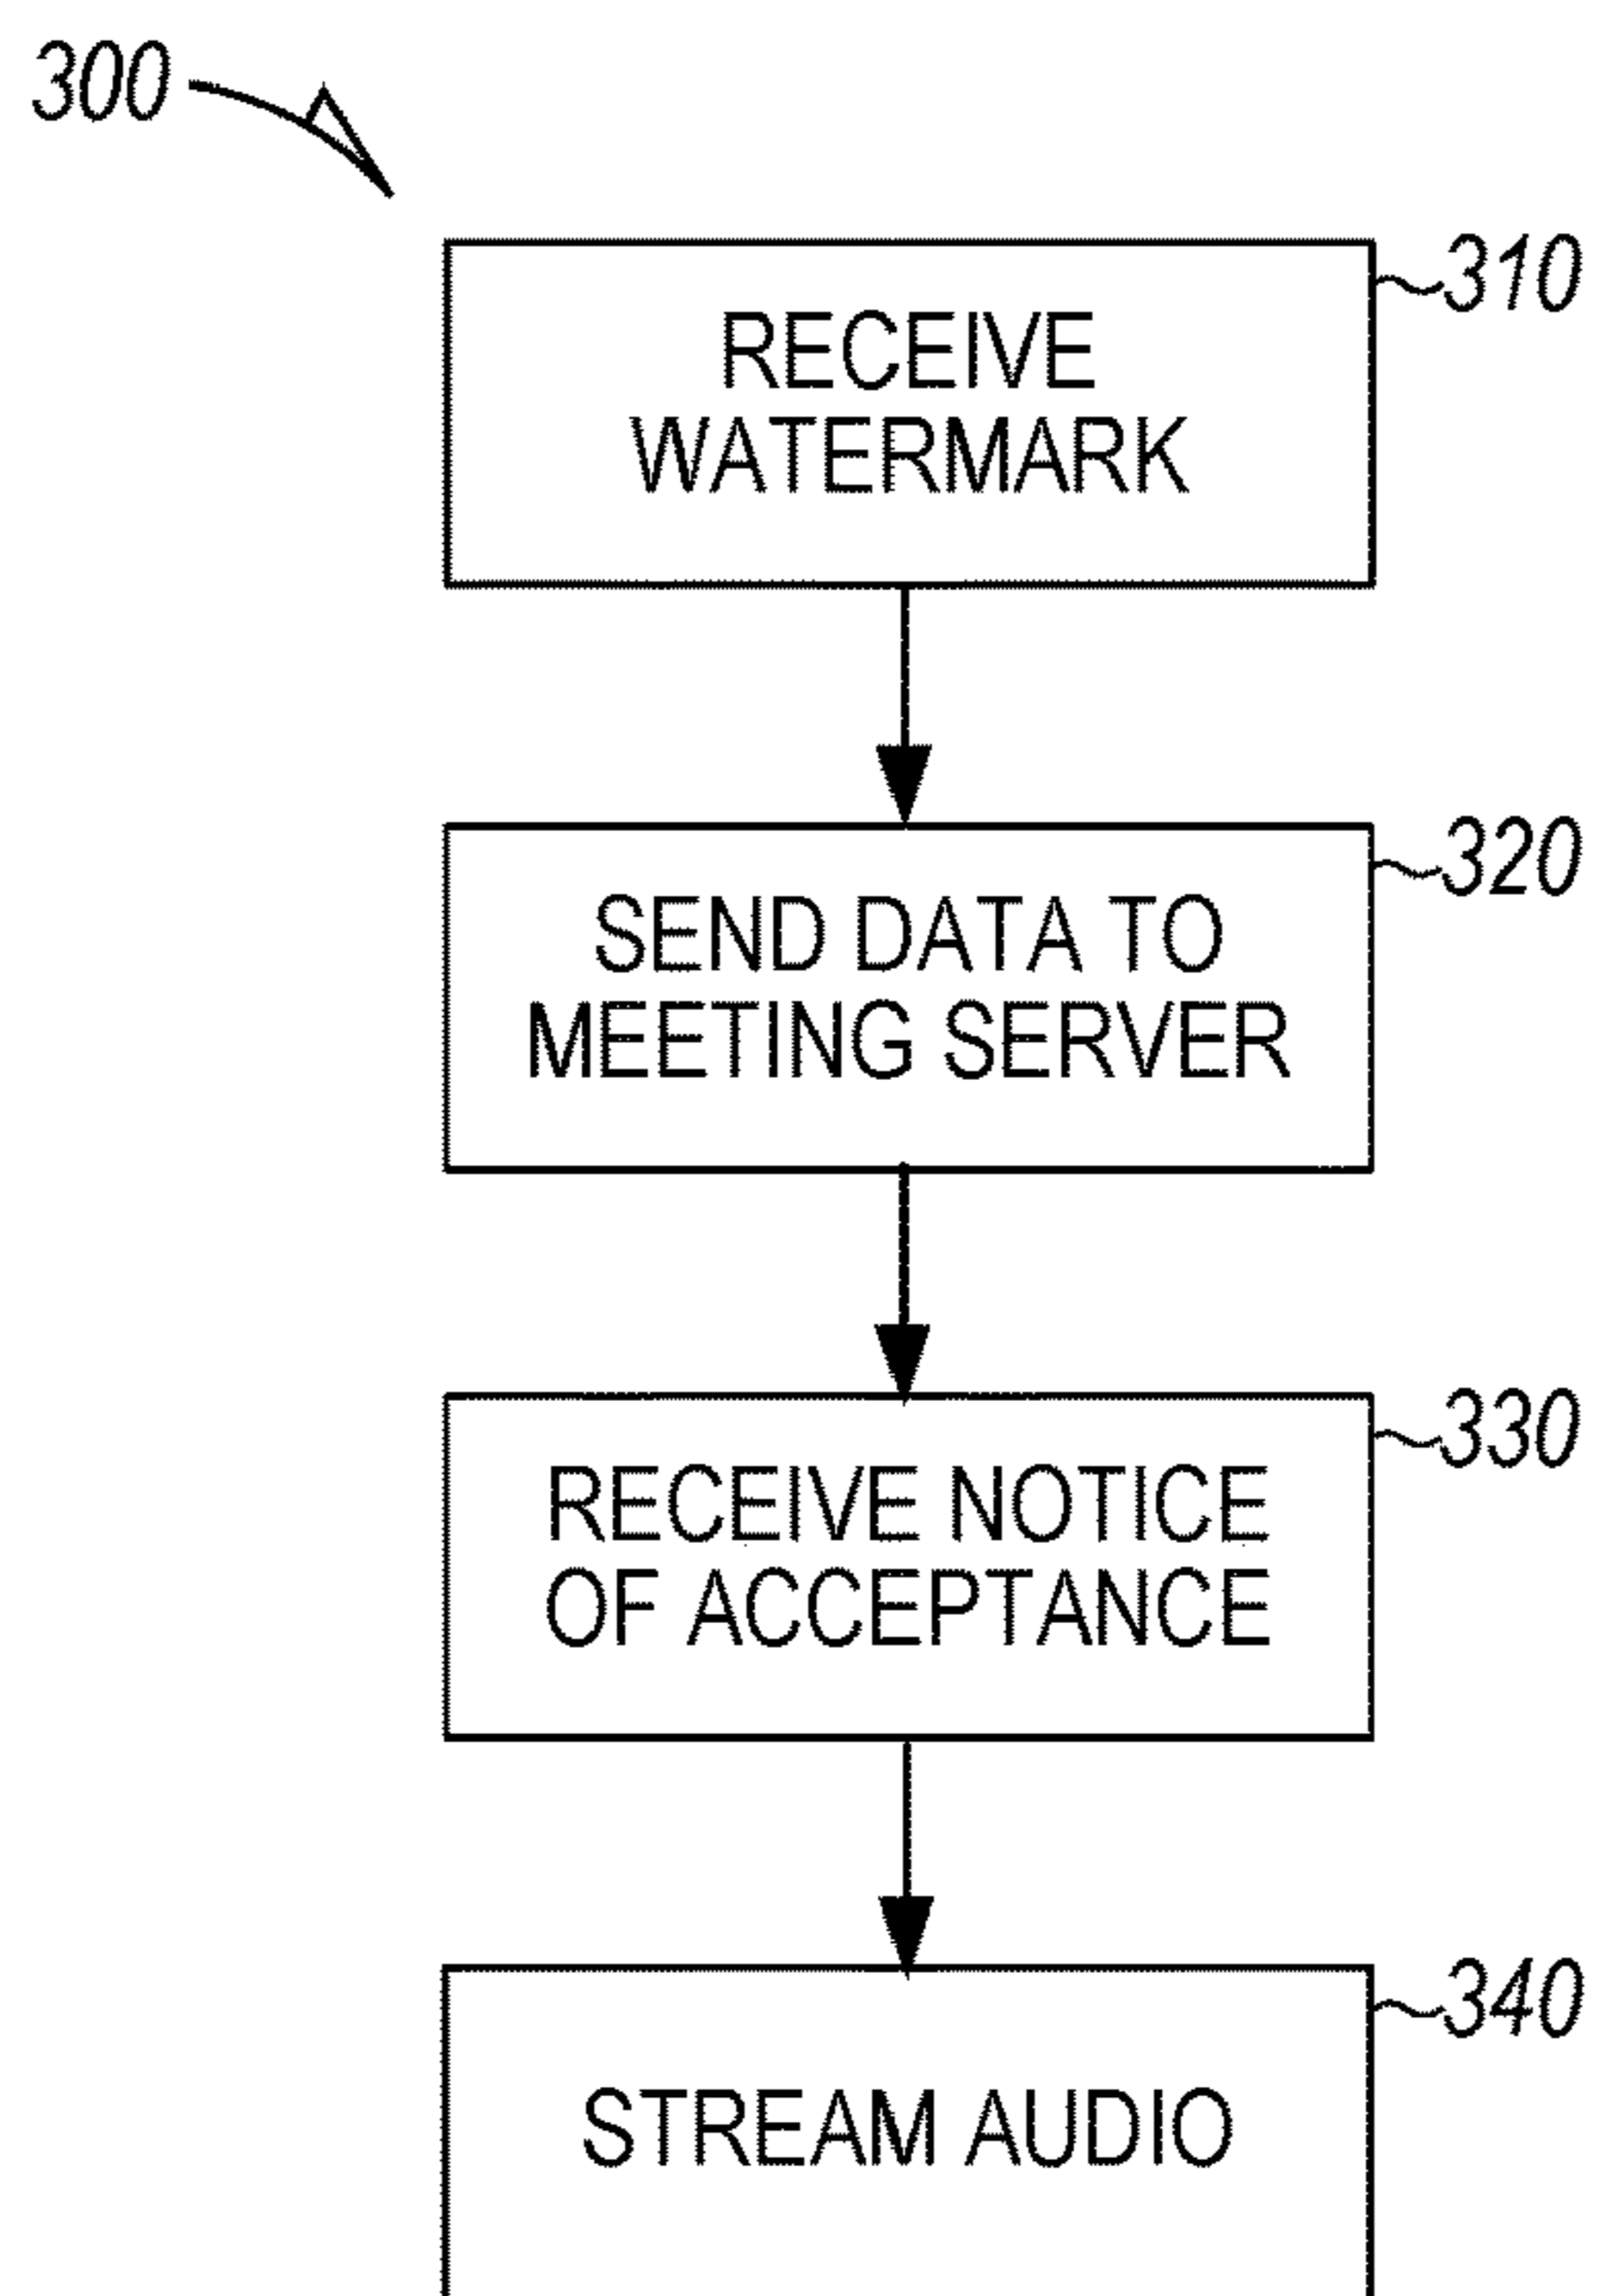 300
310
RECEIVE
WATERMARK
320
SEND DATA TO
MEETING SERVER
330
RECEIVE NOTICE
OF ACCEPTANCE
340
STREAM AUDIO